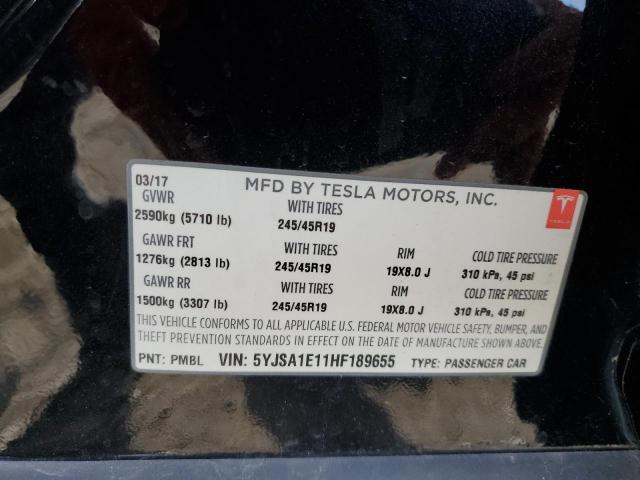 03/17 MFD BY TESLA MOTORS, INC.
GVWR WITH TIRES
2590kg (5710 lb) 245/45R19
TESLA
GAWR FRT WITH TIRES RIM COLD TIRE PRESSURE
1276kg (2813 lb) 245/45R19 19X8.0 J 310 kPa, 45 psi
GAWR RR WITH TIRES RIM COLD TIRE PRESSURE
1500kg (3307 lb) 245/45R19 19X8.0 J 310 kPa, 45 psi
THIS VEHICLE CONFORMS TO ALL APPLICABLE U.S. FEDERAL MOTOR VEHICLE SAFETY, BUMPER, AND
THEFT PREVENTION STANDARDS IN EFFECT ON THE DATE OF MANUFACTURE SHOWN ABOVE.
PNT: PMBL VIN: 5YJSA1E11HF189655 TYPE: PASSENGER CAR